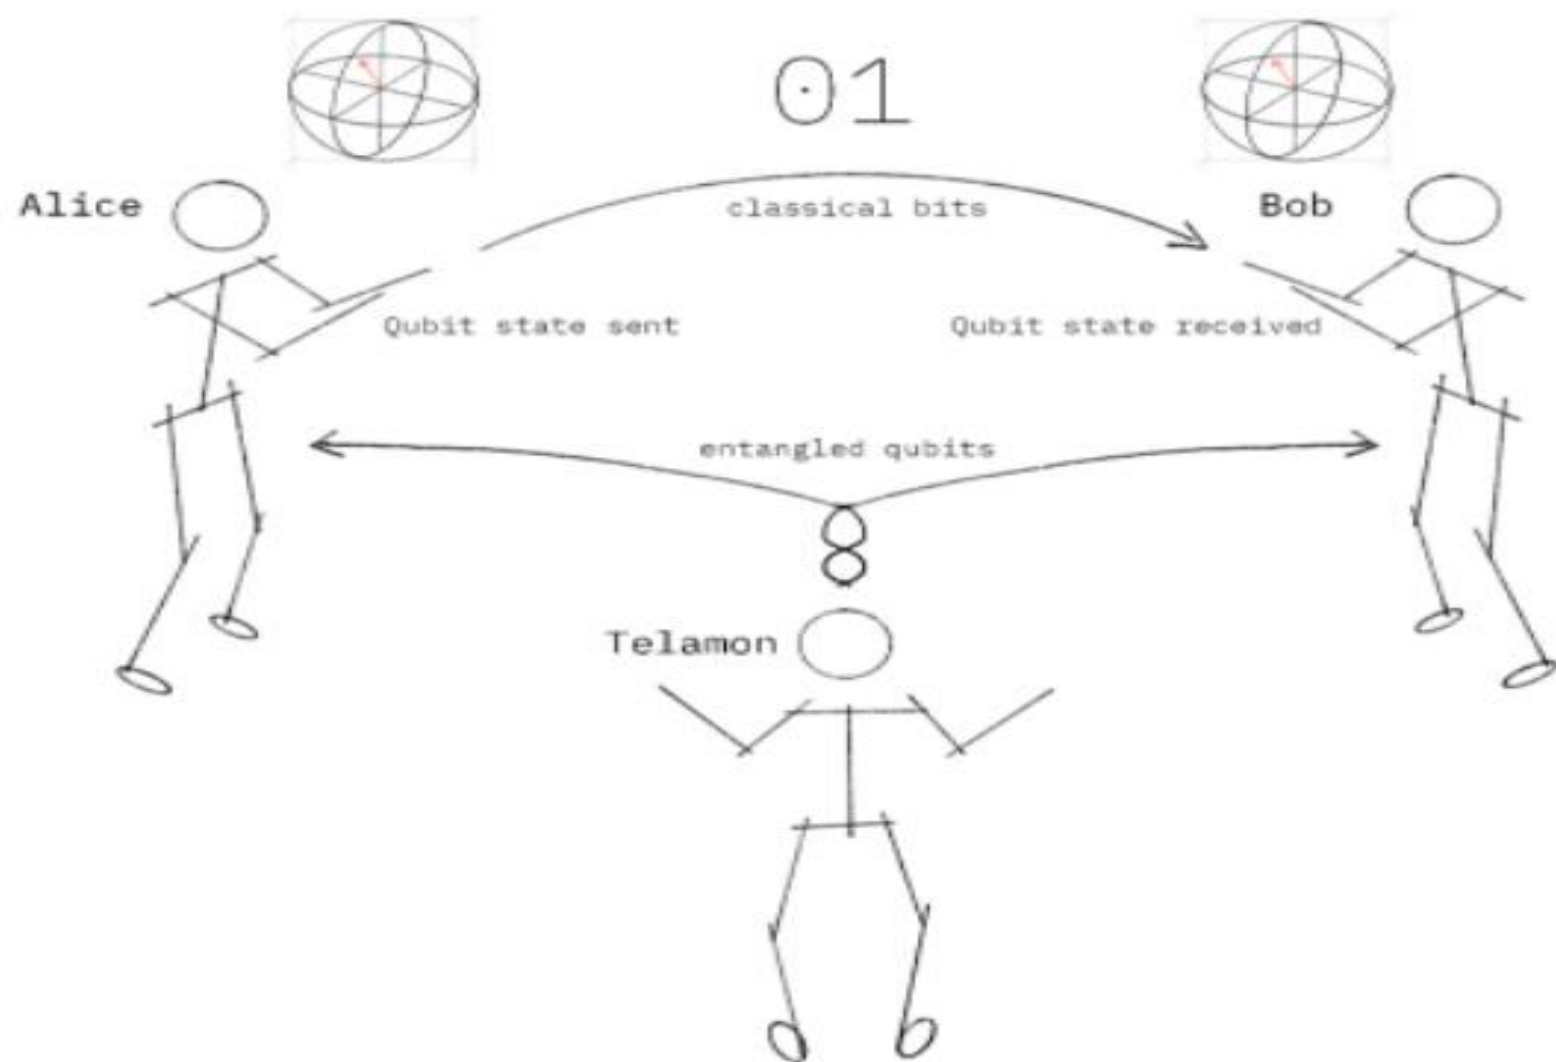 01
Alice
classical bits
Bob
Qubit state sent
Qubit state received
entangled qubits
Telamon